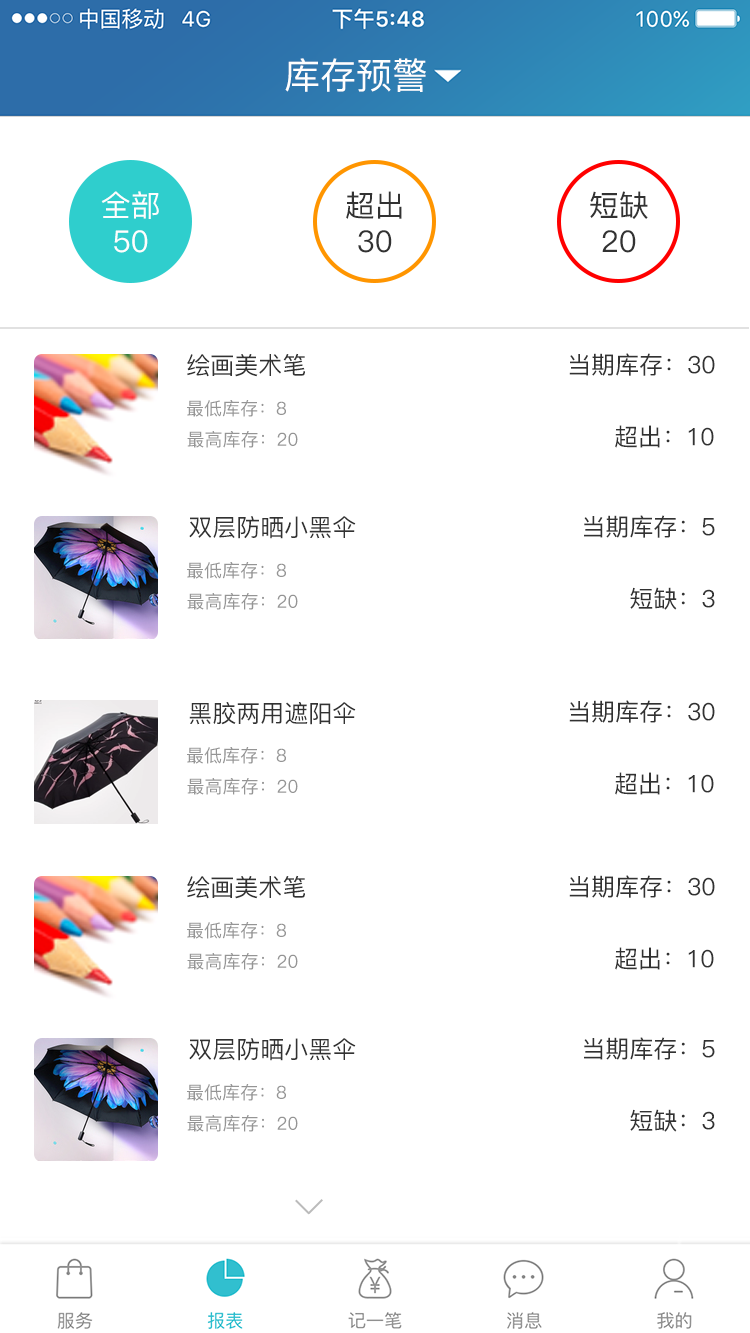 中国移动 4G 下午5:48 100%
库存预警
全部 超出 短缺
50 30 20
绘画美术笔 当期库存：30
最低库存：8
最高库存：20 超出：10
双层防晒小黑伞 当期库存：5
最低库存：8
最高库存：20 短缺：3
黑胶两用遮阳伞 当期库存：30
最低库存：8
最高库存：20 超出：10
绘画美术笔 当期库存：30
最低库存：8
最高库存：20 超出：10
双层防晒小黑伞 当期库存：5
最低库存：8
最高库存：20 短缺：3
¥
服务 报表 记一笔 消息 我的